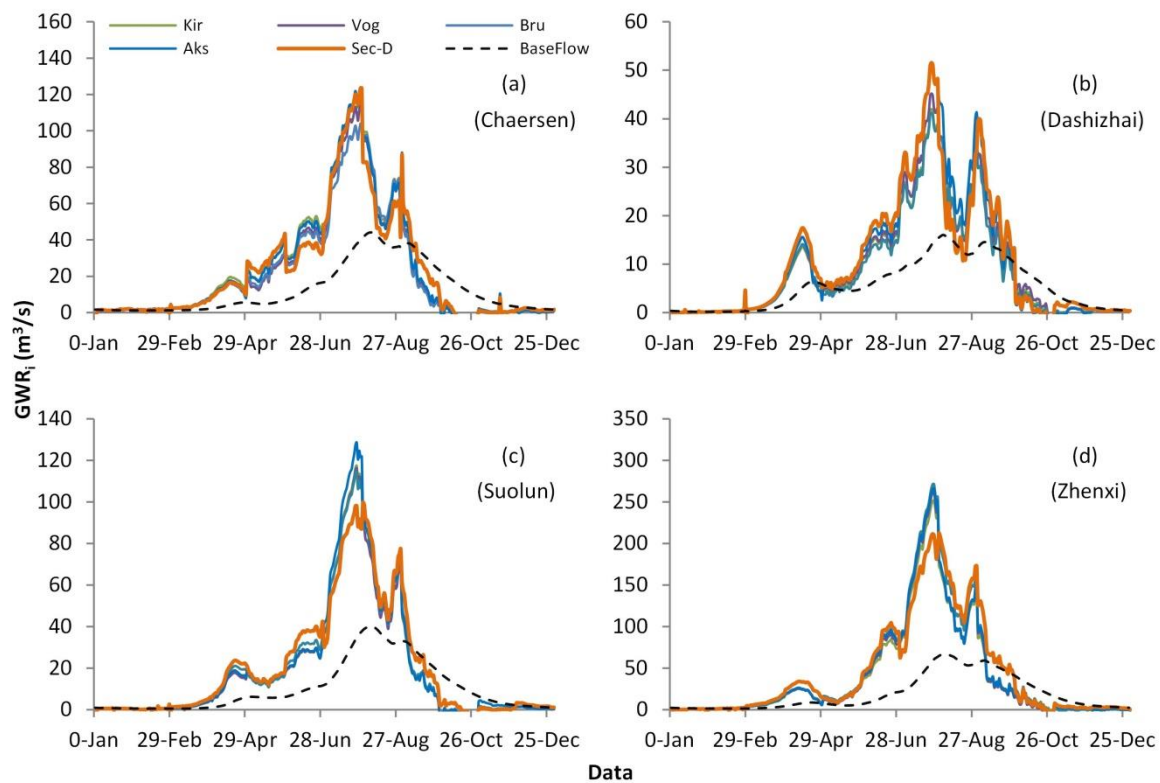 Kir Vog Bru
Aks Sec-D BaseFlow
160
140
120
100
80
60
40
20
0
(a)
(Chaersen)
0-Jan 29-Feb 29-Apr 28-Jun 27-Aug 26-Oct 25-Dec
60
50
40
30
20
10
0
(b)
(Dashizhai)
0-Jan 29-Feb 29-Apr 28-Jun 27-Aug 26-Oct 25-Dec
GWRᵢ (m³/s)
140
120
100
80
60
40
20
0
(c)
(Suolun)
0-Jan 29-Feb 29-Apr 28-Jun 27-Aug 26-Oct 25-Dec
350
300
250
200
150
100
50
0
(d)
(Zhenxi)
0-Jan 29-Feb 29-Apr 28-Jun 27-Aug 26-Oct 25-Dec
Data